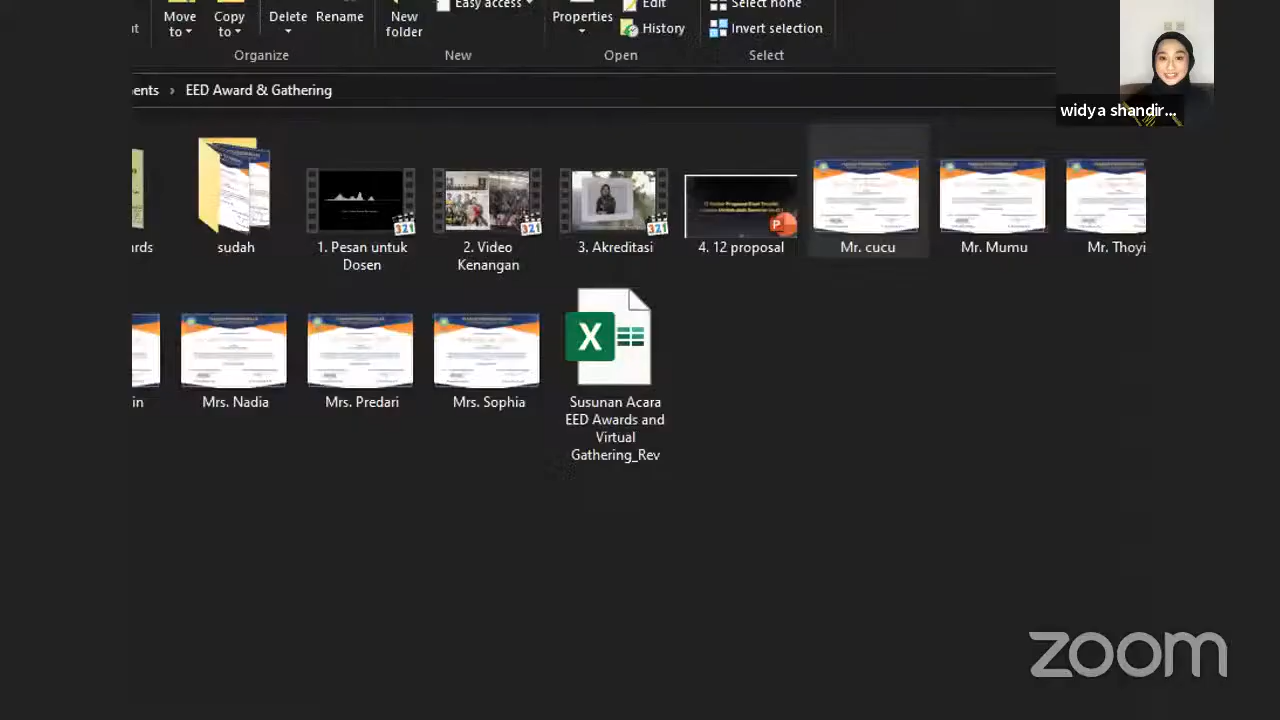 Easy access
Edit
Select none
Move
Copy
Delete
Rename
New
Properties
to
to
folder
History
Invert selection
Organize
New
Open
Select
ents › EED Award & Gathering
widya shandir...
rds
sudah
1. Pesan untuk
Dosen
2. Video
Kenangan
3. Akreditasi
4. 12 proposal
Mr. cucu
Mr. Mumu
Mr. Thoyi
in
Mrs. Nadia
Mrs. Predari
Mrs. Sophia
Susunan Acara
EED Awards and
Virtual
Gathering_Rev
zoom